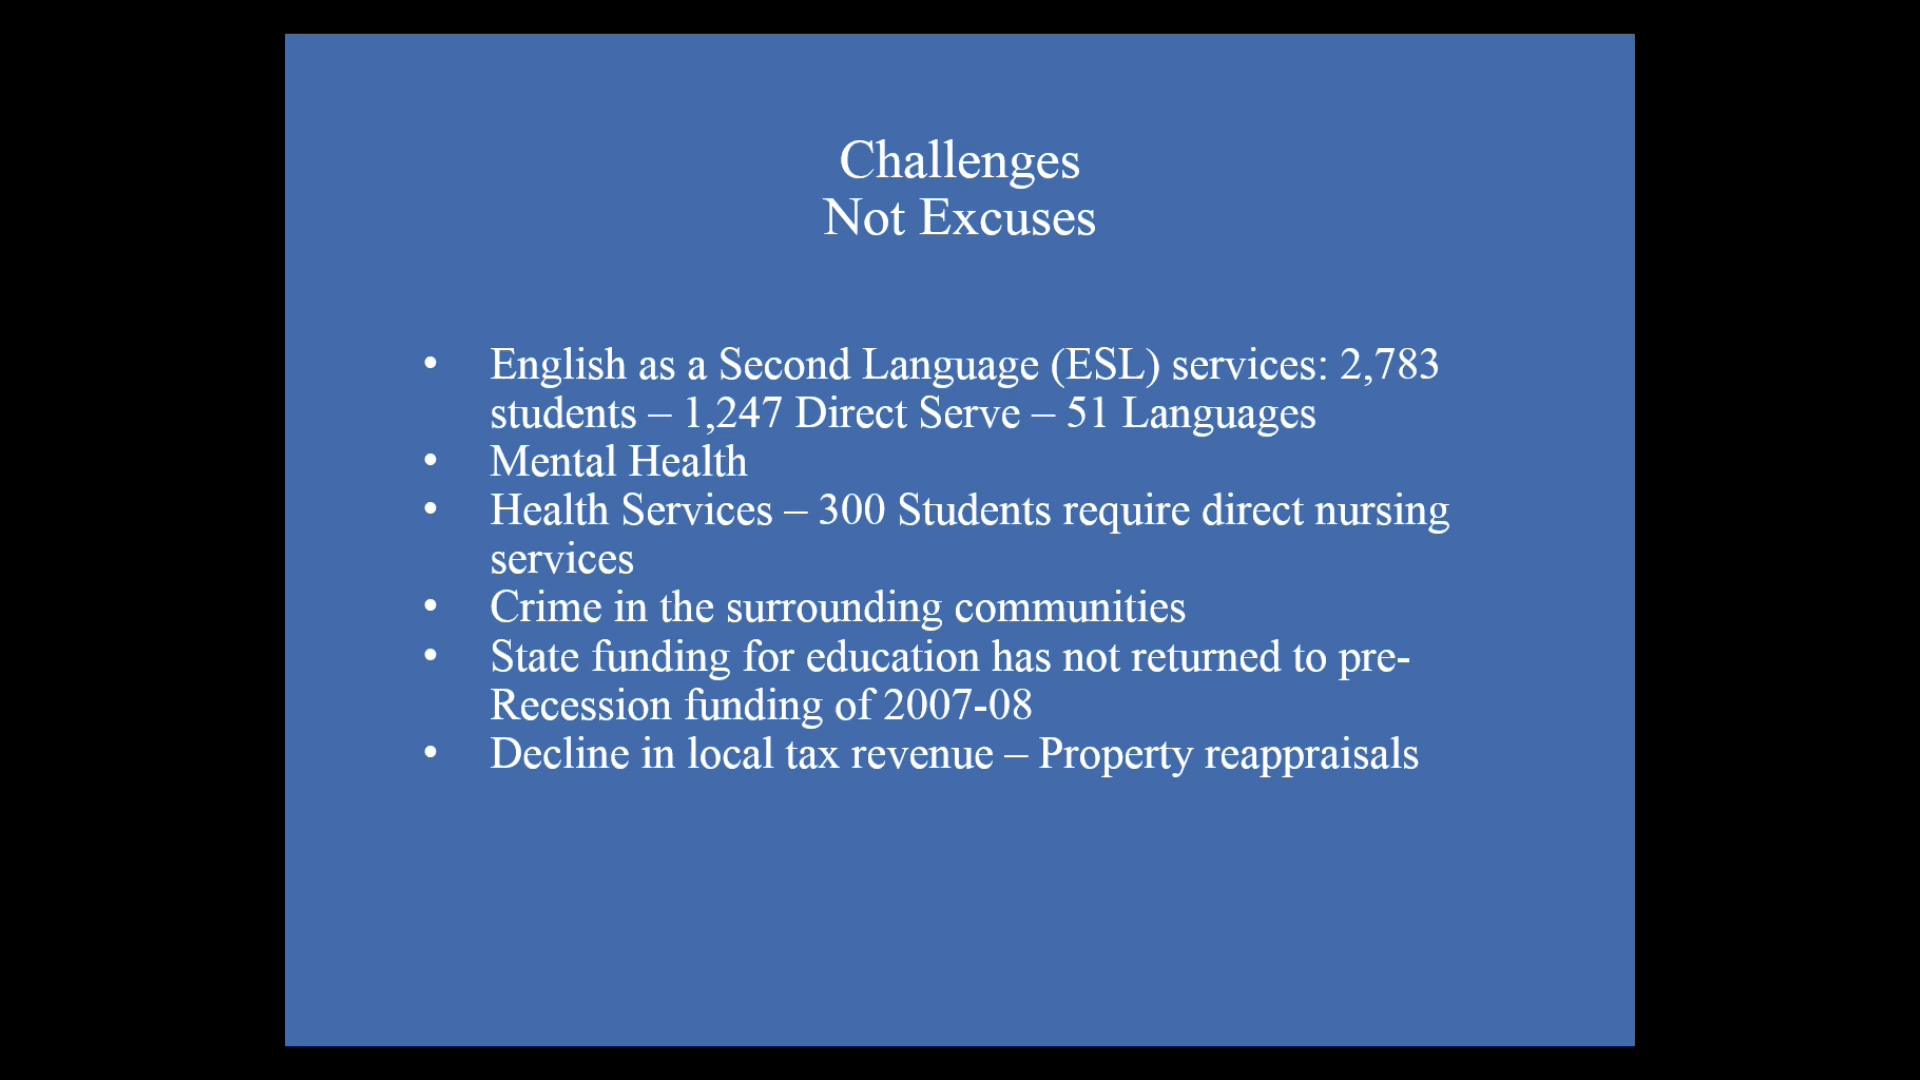 Challenges
Not Excuses
• English as a Second Language (ESL) services: 2,783
students – 1,247 Direct Serve – 51 Languages
• Mental Health
• Health Services – 300 Students require direct nursing
services
• Crime in the surrounding communities
• State funding for education has not returned to pre-
Recession funding of 2007-08
• Decline in local tax revenue – Property reappraisals